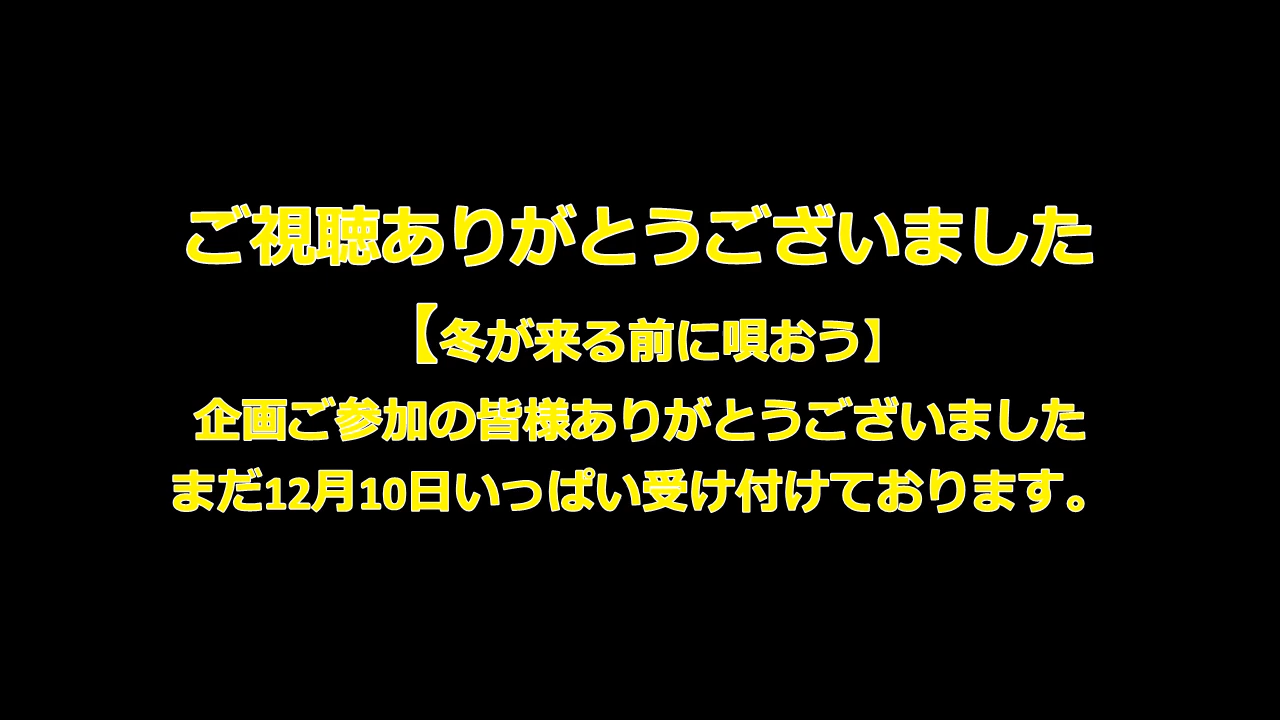 ご視聴ありがとうございました
【冬が来る前に唄おう】
企画ご参加の皆様ありがとうございました
まだ12月10日いっぱい受け付けております。